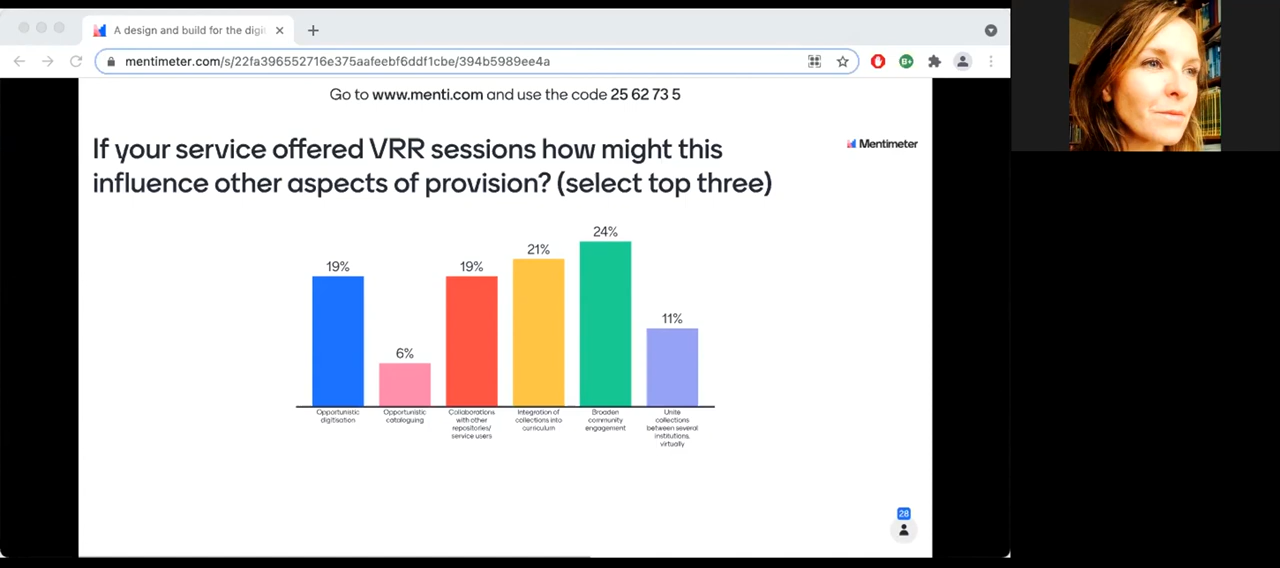 A design and build for the digit
mentimeter.com/s/22fa396552716e375aafeebf6ddf1cbe/394b5989ee4a
Go to www.menti.com and use the code 25 62 73 5
If your service offered VRR sessions how might this
influence other aspects of provision? (select top three)
Mentimeter
24%
21%
19%
19%
11%
6%
Opportunistic
digitisation
Opportunistic
cataloguing
Collaborations
with other
repositories/
service users
Integration of
collections into
curriculum
Broaden
community
engagement
Unite
collections
between several
institutions,
virtually
28